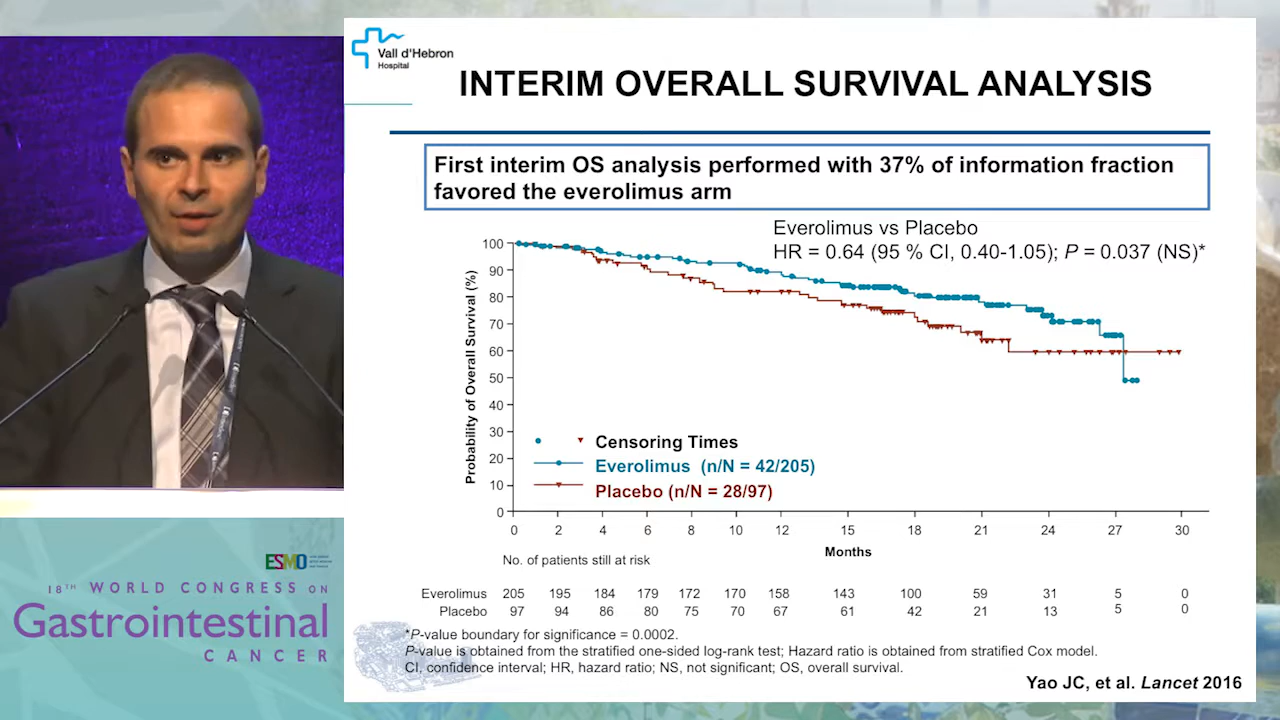 Vall d'Hebron
Hospital
INTERIM OVERALL SURVIVAL ANALYSIS
First interim OS analysis performed with 37% of information fraction
favored the everolimus arm
Everolimus vs Placebo
HR = 0.64 (95 % CI, 0.40-1.05); P = 0.037 (NS)*
Probability of Overall Survival (%)
100
90
80
70
60
50
40
30
20
10
0
Censoring Times
Everolimus (n/N = 42/205)
Placebo (n/N = 28/97)
0 2 4 6 8 10 12 15 18 21 24 27 30
Months
No. of patients still at risk
Everolimus 205 195 184 179 172 170 158 143 100 59 31 5 0
Placebo 97 94 86 80 75 70 67 61 42 21 13 5 0
*P-value boundary for significance = 0.0002.
P-value is obtained from the stratified one-sided log-rank test; Hazard ratio is obtained from stratified Cox model.
CI, confidence interval; HR, hazard ratio; NS, not significant; OS, overall survival.
Yao JC, et al. Lancet 2016
ESMO
18TH WORLD CONGRESS ON
Gastrointestinal
CANCER